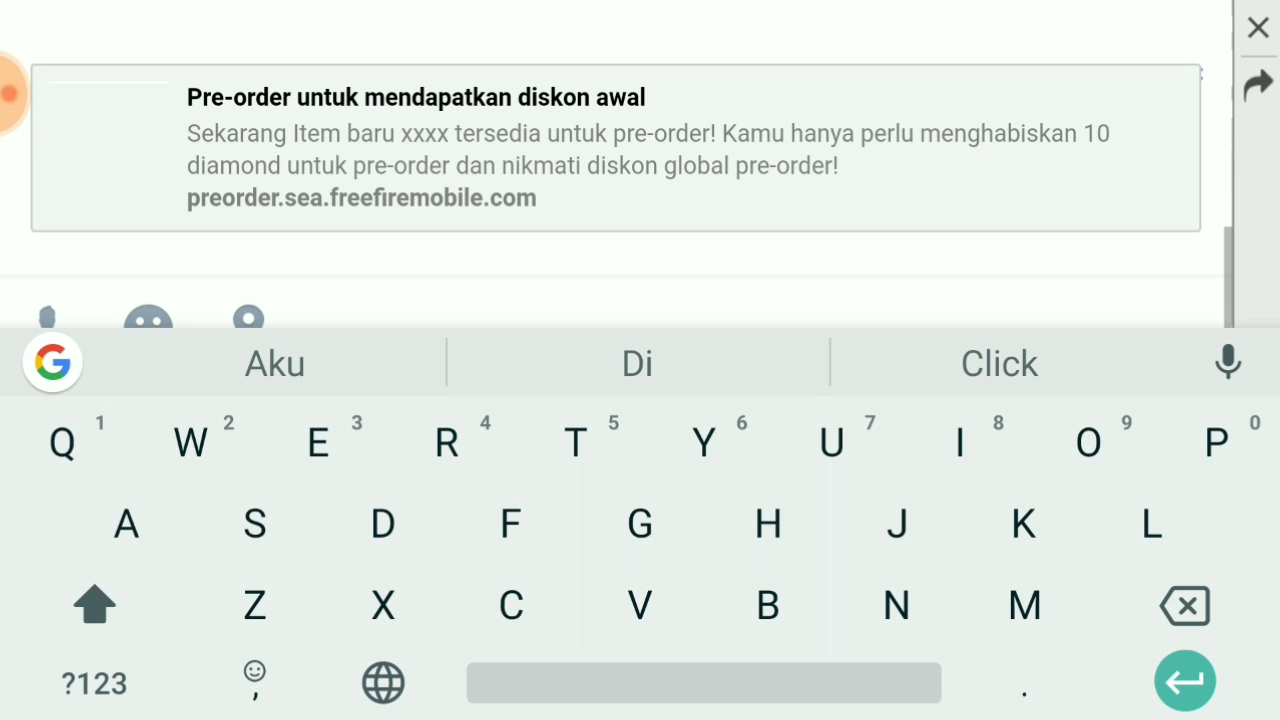 Pre-order untuk mendapatkan diskon awal
Sekarang Item baru xxxx tersedia untuk pre-order! Kamu hanya perlu menghabiskan 10
diamond untuk pre-order dan nikmati diskon global pre-order!
preorder.sea.freefiremobile.com
G Aku Di Click
Q 1 W 2 E 3 R 4 T 5 Y 6 U 7 I 8 O 9 P 0
A S D F G H J K L
Z X C V B N M
?123 , .